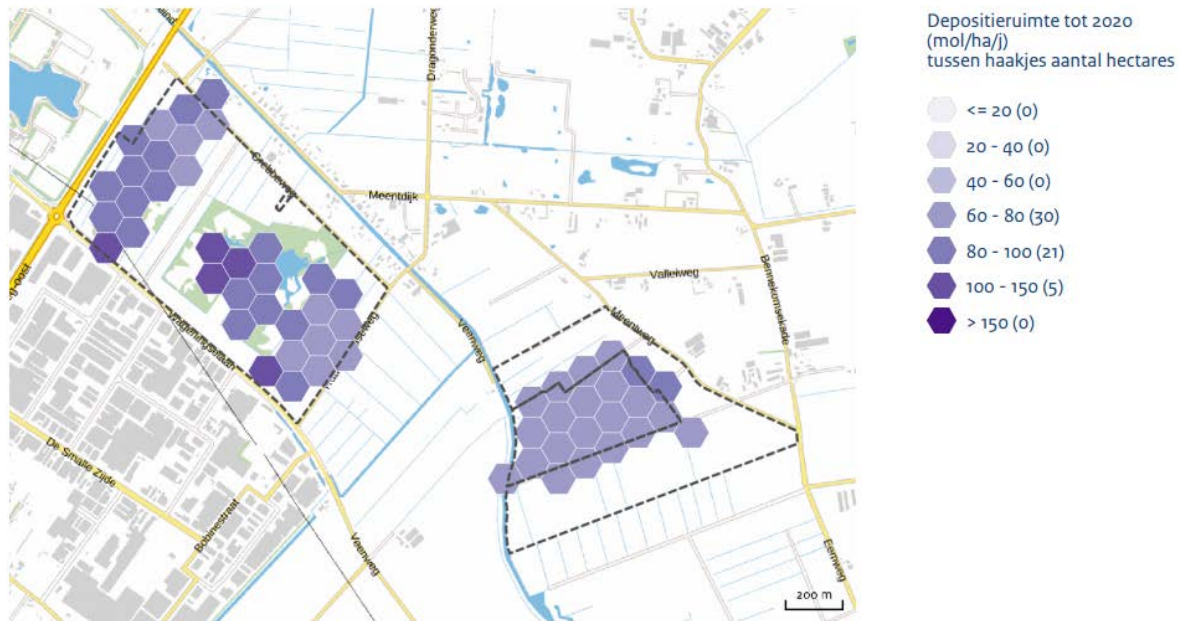 Depositieruimte tot 2020
(mol/ha/j)
tussen haakjes aantal hectares
<= 20 (0)
20 - 40 (0)
40 - 60 (0)
60 - 80 (30)
80 - 100 (21)
100 - 150 (5)
> 150 (0)
Dragonderweg
Meentdijk
Valleiweg
Bennekomsekade
Meentweg
Veenweg
De Smalle Zijde
Bobinestraat
Veenweg
Eemweg
200 m